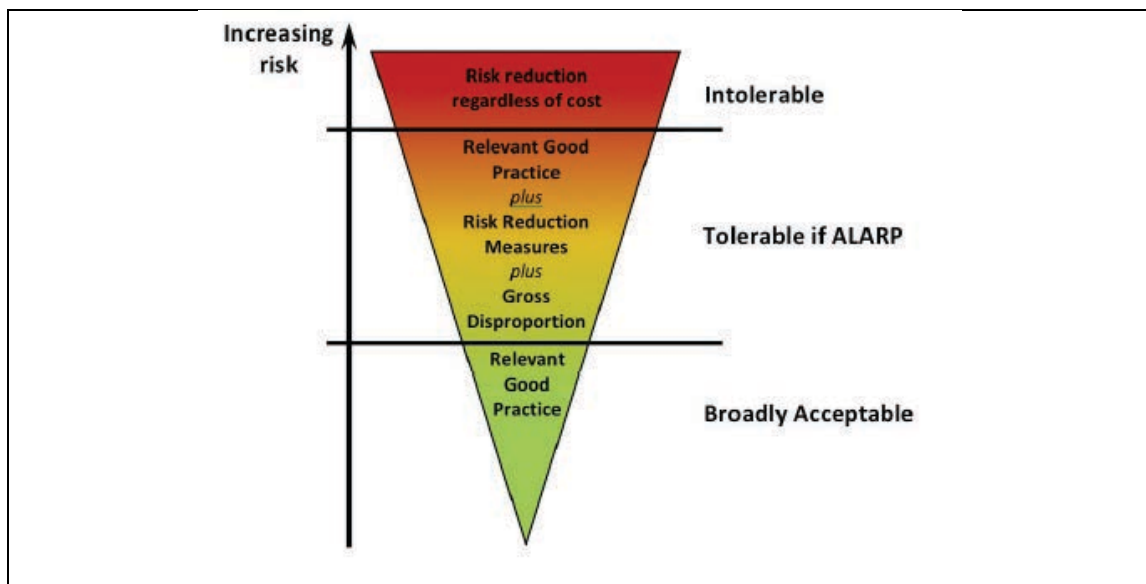 Increasing
risk
Risk reduction
regardless of cost
Intolerable
Relevant Good
Practice
plus
Risk Reduction
Measures
plus
Gross
Disproportion
Tolerable if ALARP
Relevant
Good
Practice
Broadly Acceptable